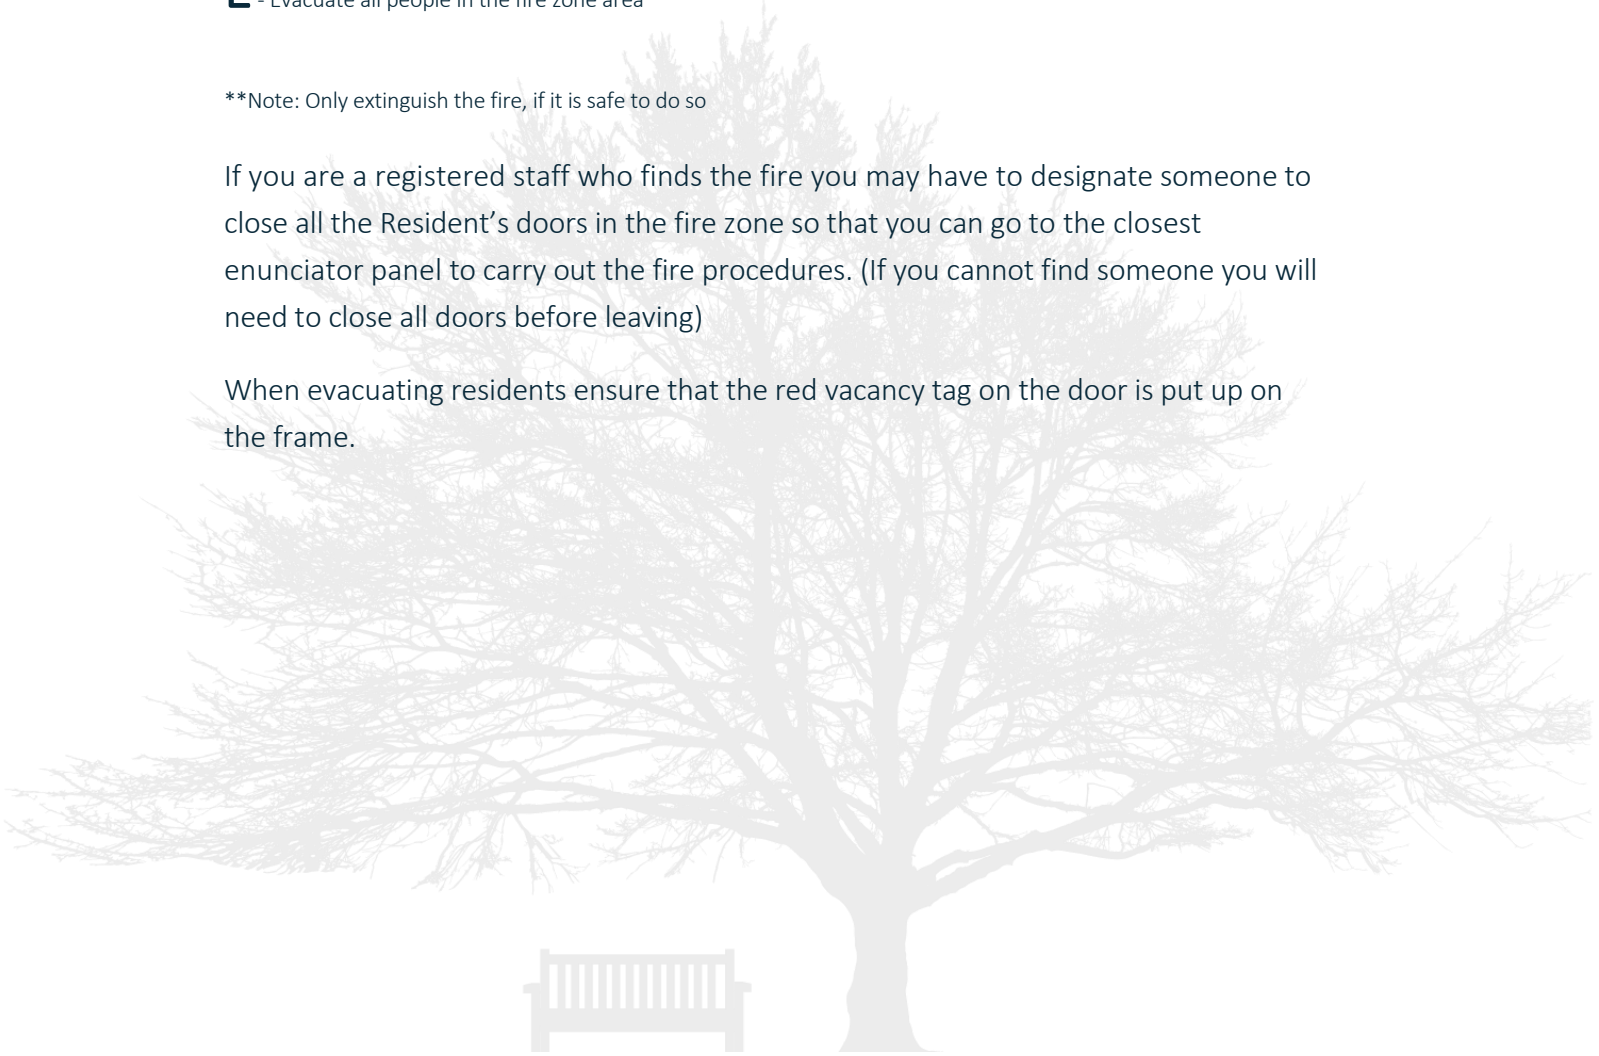 E - Evacuate all people in the fire zone area
**Note: Only extinguish the fire, if it is safe to do so
If you are a registered staff who finds the fire you may have to designate someone to
close all the Resident’s doors in the fire zone so that you can go to the closest
enunciator panel to carry out the fire procedures. (If you cannot find someone you will
need to close all doors before leaving)
When evacuating residents ensure that the red vacancy tag on the door is put up on
the frame.